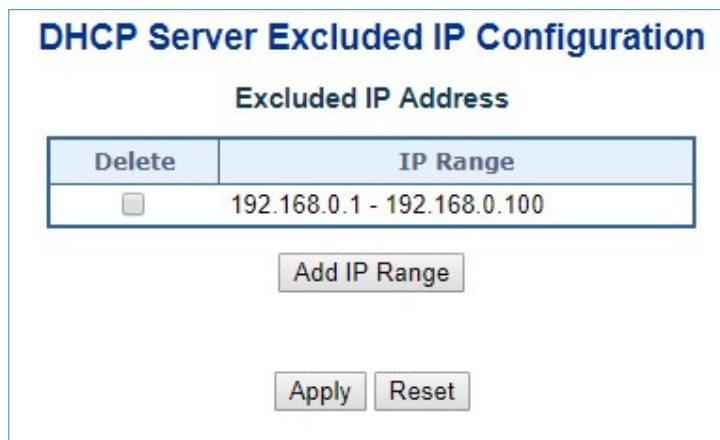 DHCP Server Excluded IP Configuration
Excluded IP Address
Delete IP Range
192.168.0.1 - 192.168.0.100
Add IP Range
Apply Reset